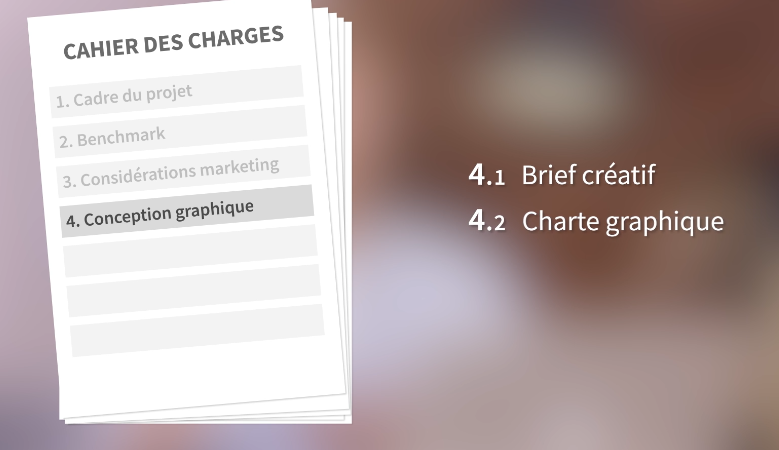 CAHIER DES CHARGES
1. Cadre du projet
2. Benchmark
3. Considérations marketing
4. Conception graphique
4.1 Brief créatif
4.2 Charte graphique